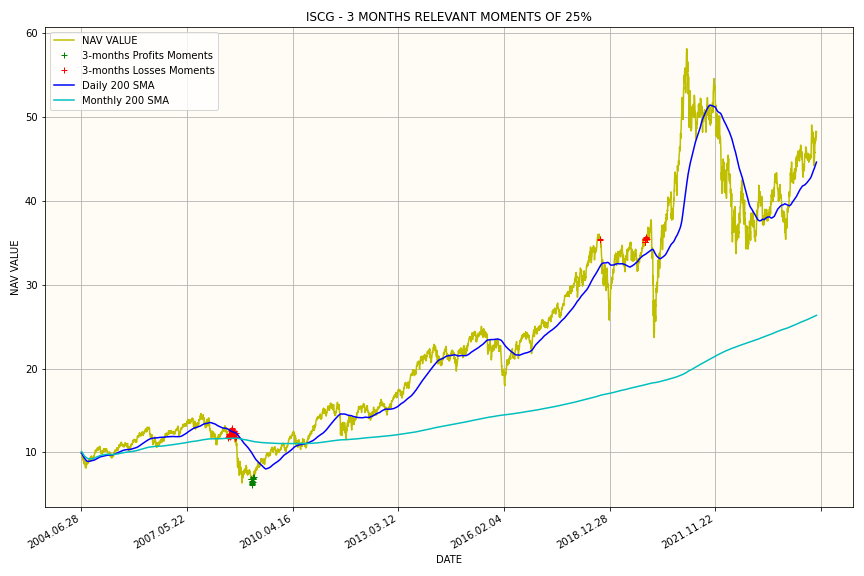 ISCG - 3 MONTHS RELEVANT MOMENTS OF 25%
NAV VALUE
3-months Profits Moments
3-months Losses Moments
Daily 200 SMA
Monthly 200 SMA
60
50
40
30
20
10
NAV VALUE
2004.06.28
2007.05.22
2010.04.16
2013.03.12
2016.02.04
2018.12.28
2021.11.22
DATE